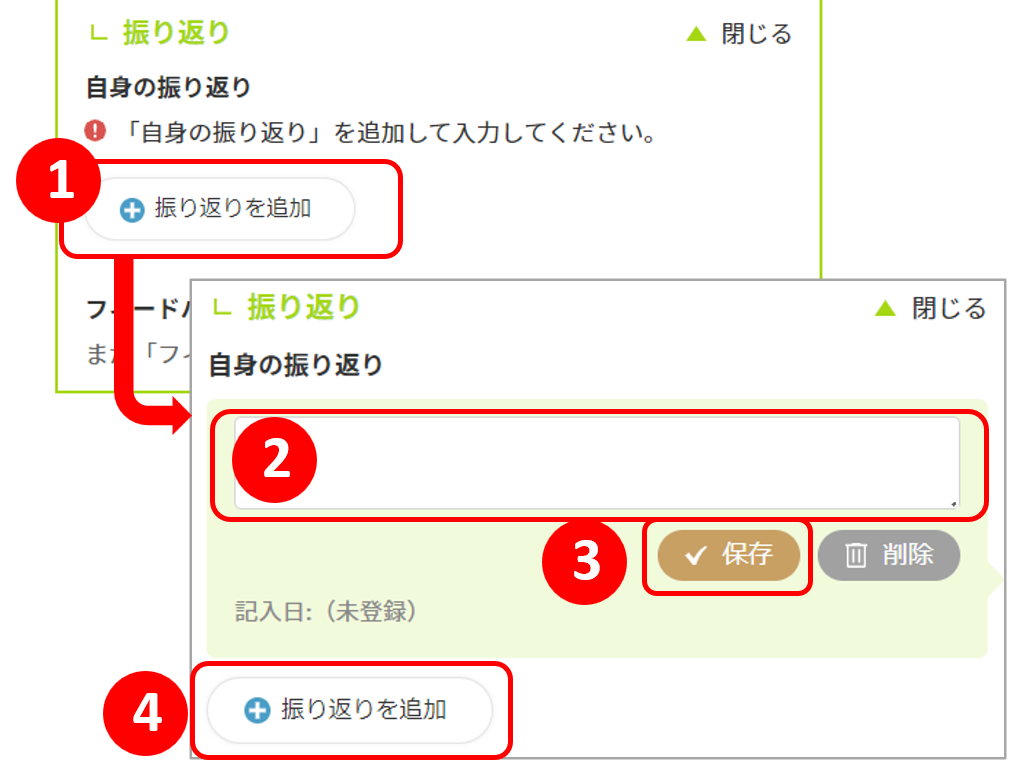 振り返り
▲ 閉じる
自身の振り返り
「自身の振り返り」を追加して入力してください。
1
振り返りを追加
フィードバ
まだ「フィ
振り返り
▲ 閉じる
自身の振り返り
2
3
保存
削除
記入日:（未登録）
4
振り返りを追加